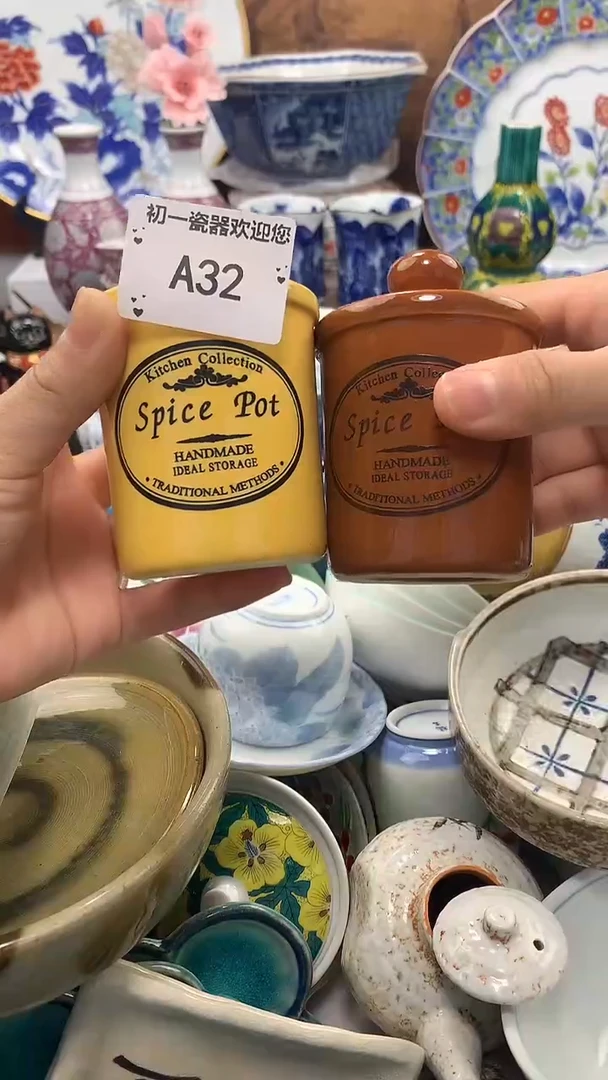 初一瓷器欢迎您
A32
Kitchen Collection
Spice Pot
HANDMADE
IDEAL STORAGE
• TRADITIONAL METHODS •
Kitchen
Spice
HANDMADE
IDEAL STORAGE
• TRADITIONAL METHODS •